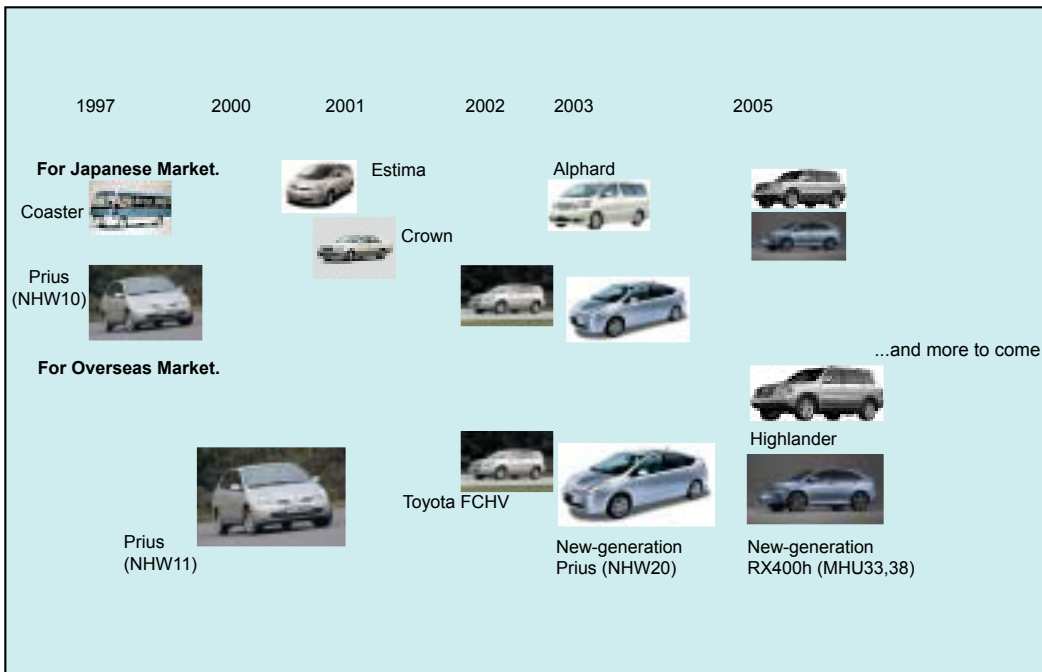 1997 2000 2001 2002 2003 2005
For Japanese Market.
Estima
Alphard
Coaster
Crown
Prius
(NHW10)
...and more to come
For Overseas Market.
Highlander
Toyota FCHV
Prius
(NHW11)
New-generation
Prius (NHW20)
New-generation
RX400h (MHU33,38)